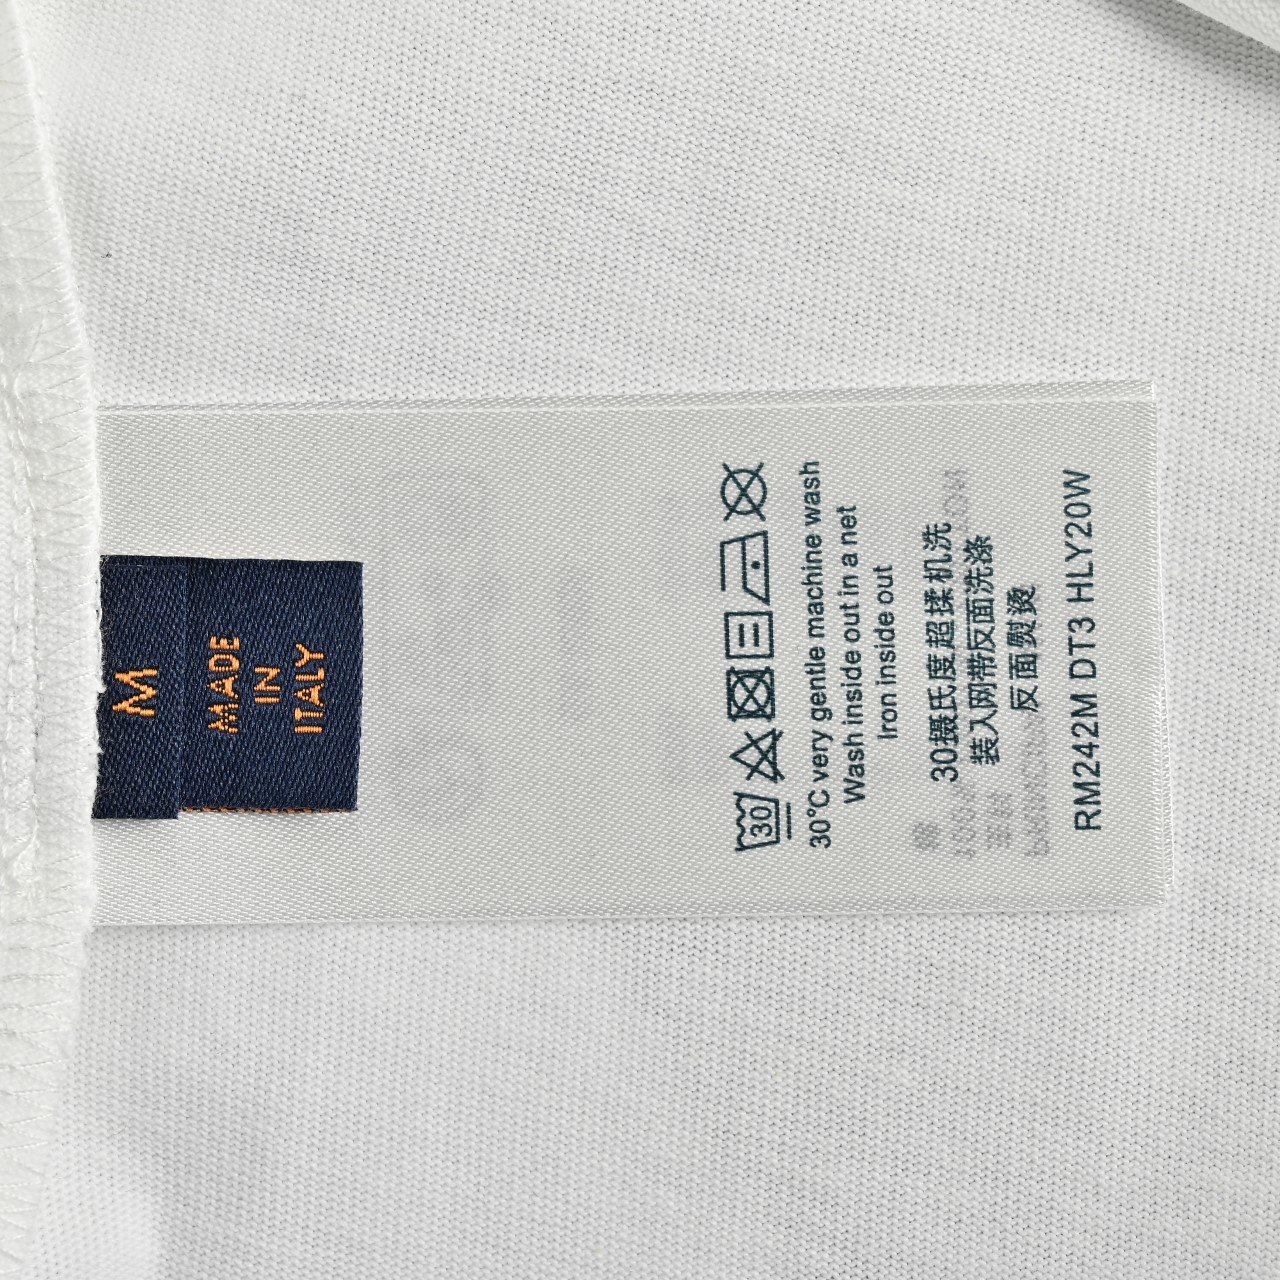 M
MADE
IN
ITALY
30
30°C very gentle machine wash
Wash inside out in a net
Iron inside out
30摄氏度超揉机洗
装入网带反面洗涤
反面熨烫
RM242M DT3 HLY20W